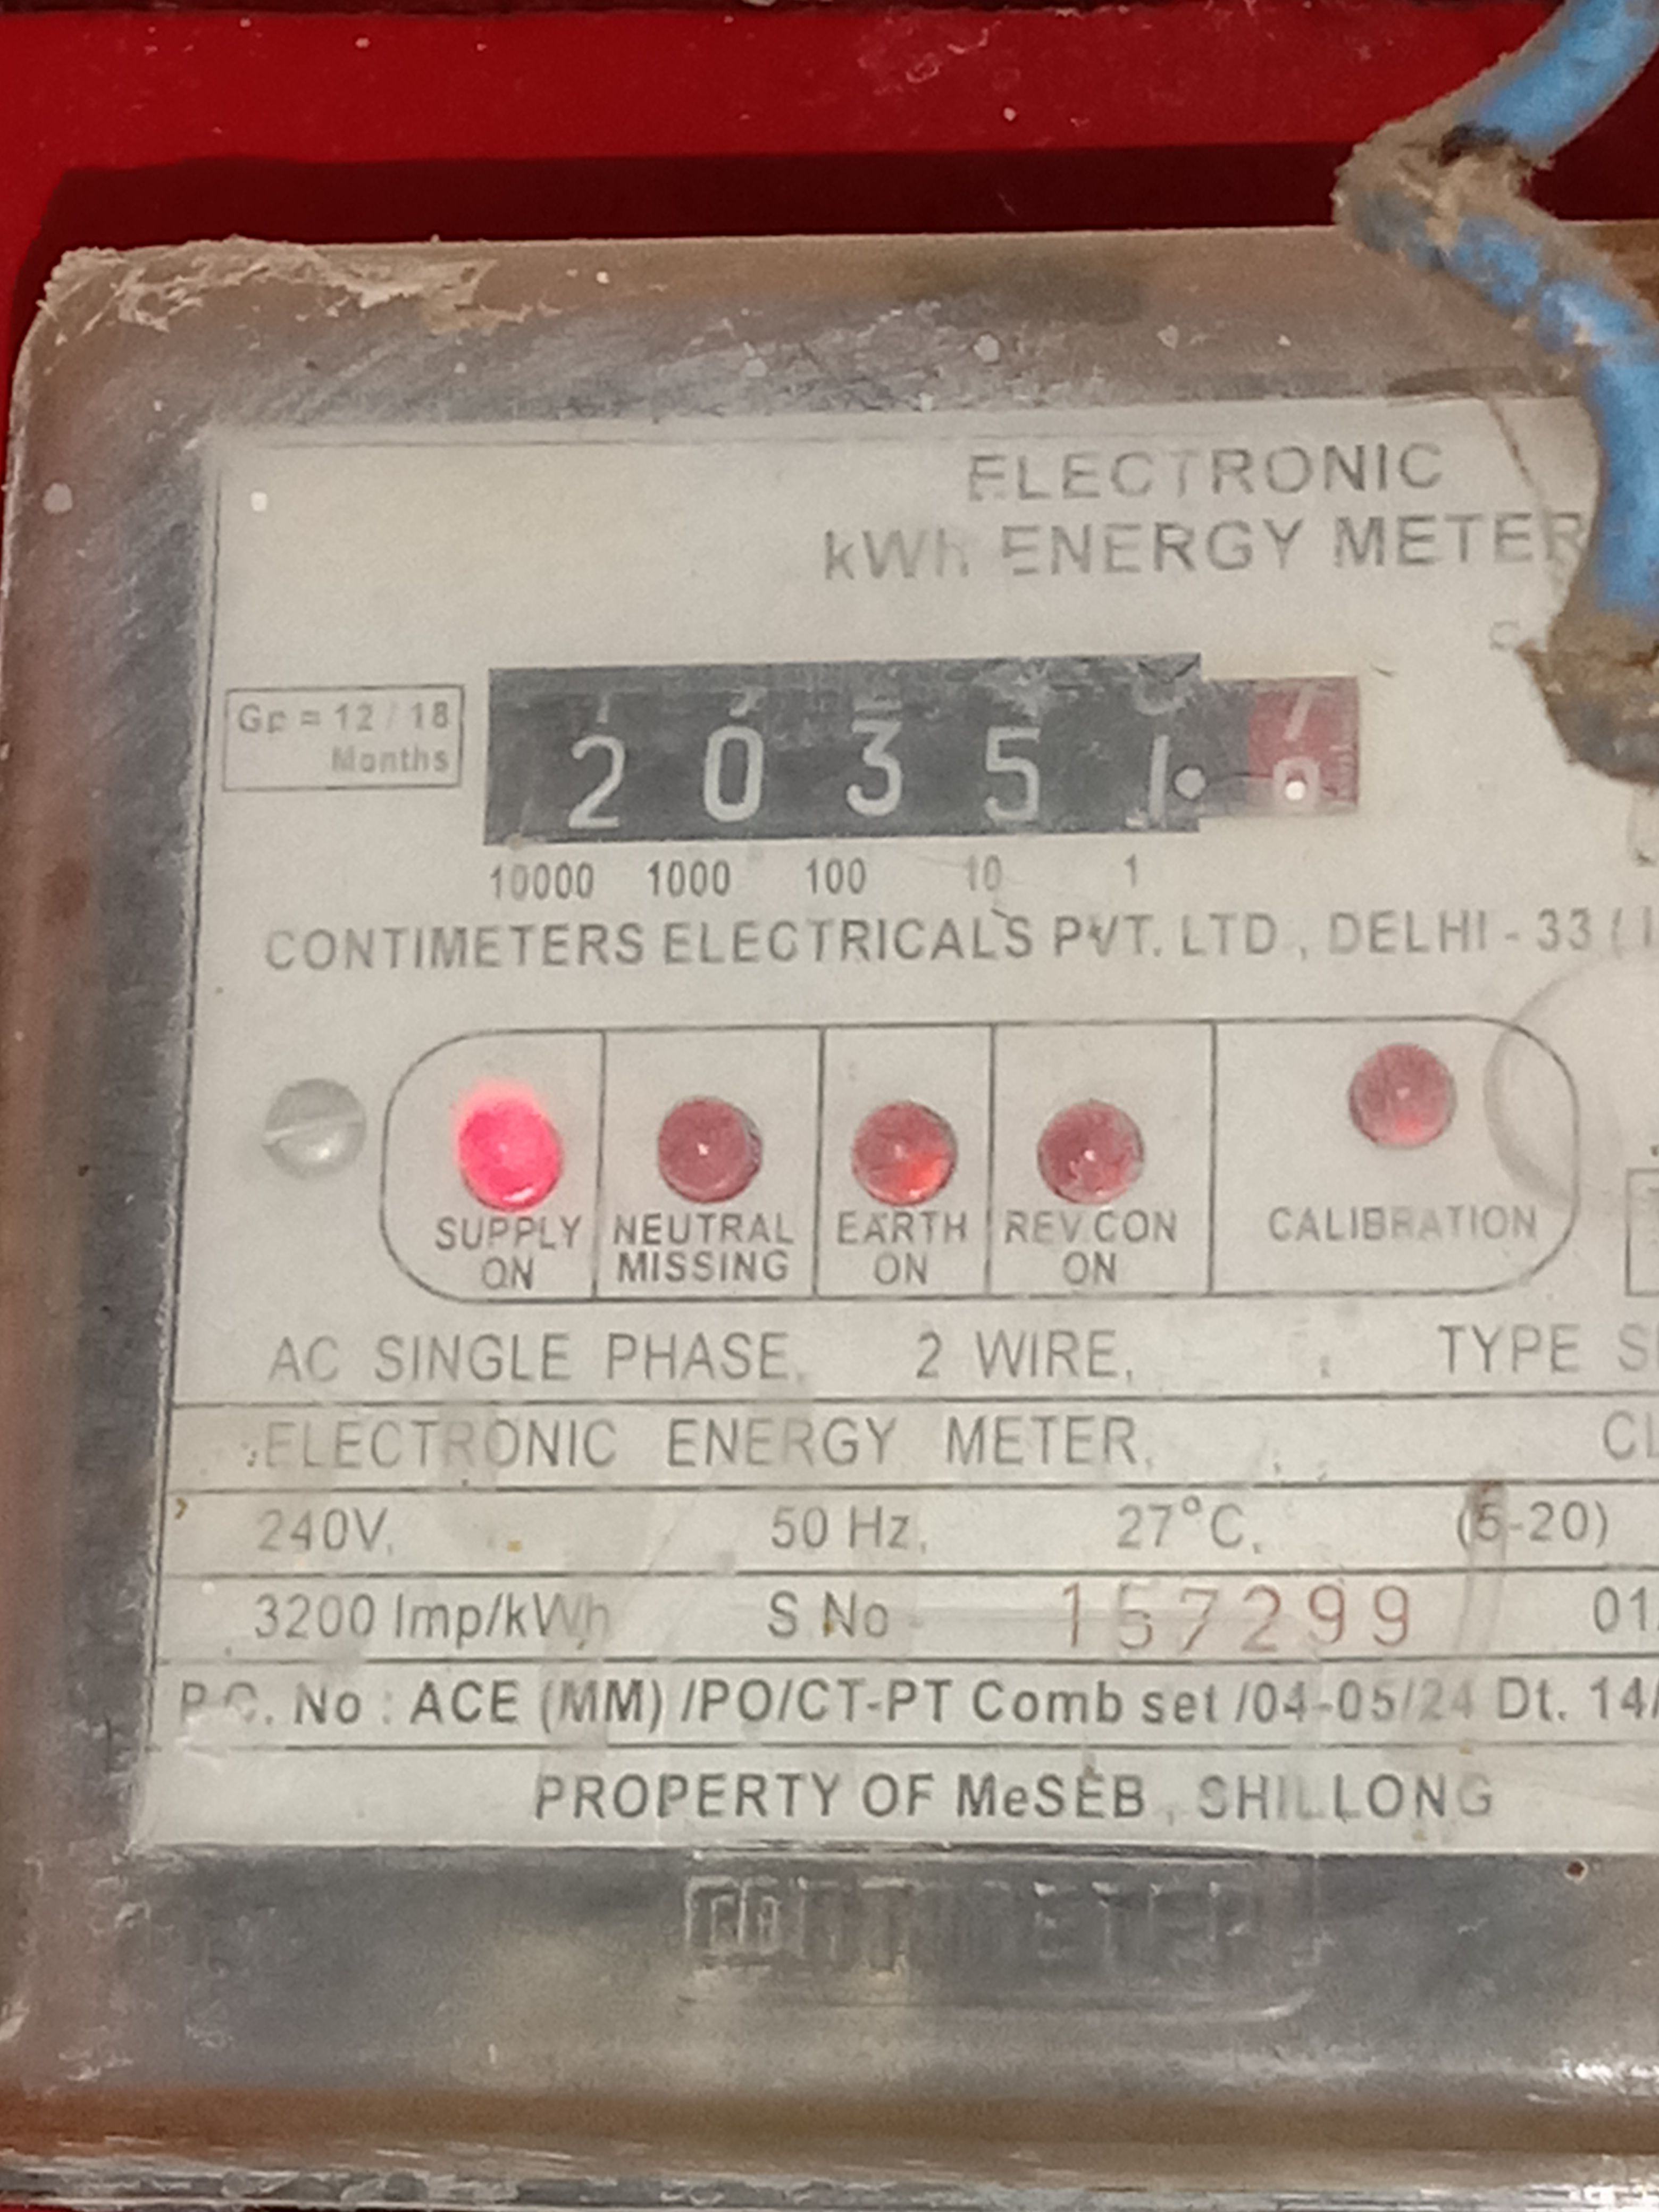 ELECTRONIC
kWh ENERGY METER
Gp = 12 / 18
Months
2 0 3 5 1
10000 1000 100 10 1
CONTIMETERS ELECTRICALS PVT. LTD., DELHI - 33 (
SUPPLY ON
NEUTRAL MISSING
EARTH ON
REV.CON ON
CALIBRATION
AC SINGLE PHASE, 2 WIRE, TYPE
ELECTRONIC ENERGY METER,
240V, 50 Hz, 27°C, (5-20)
3200 Imp/kWh S No 157299 01
P.O. No : ACE (MM) /PO/CT-PT Comb set /04-05/24 Dt. 14/
PROPERTY OF MeSEB, SHILLONG